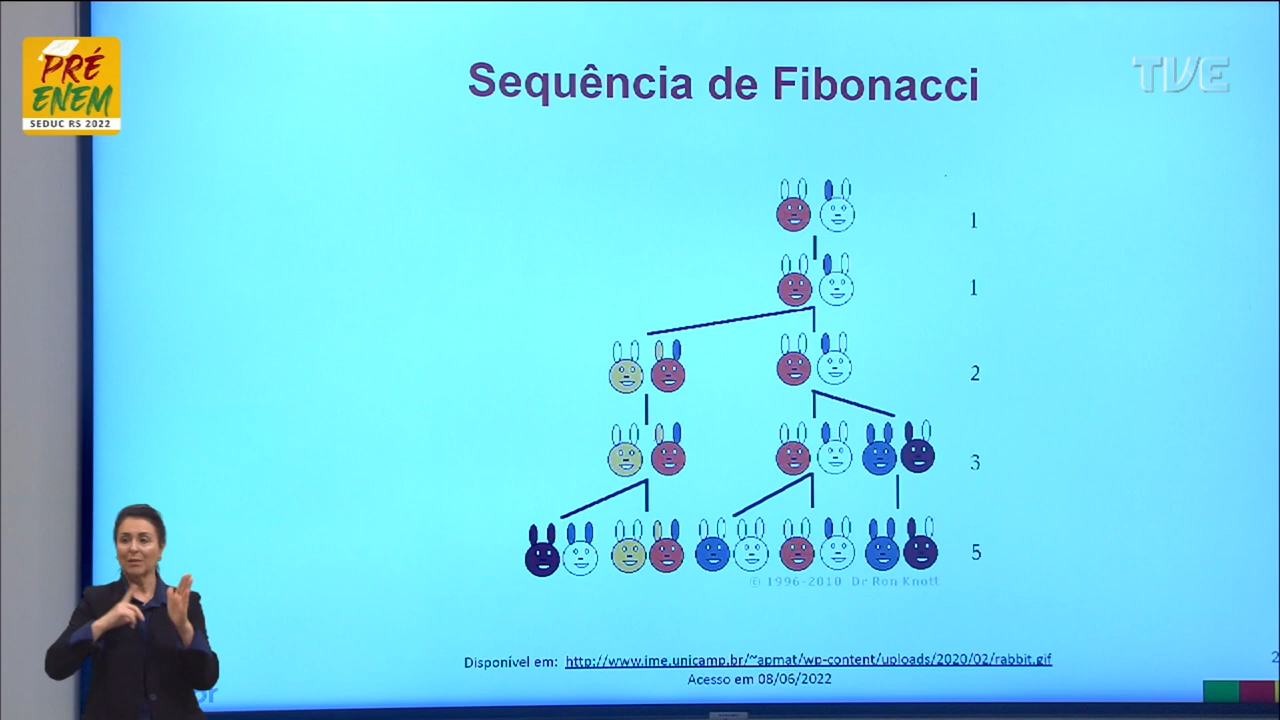 PRÉ
ENEM
SEDUC RS 2022
TVE
Sequência de Fibonacci
1
1
2
3
5
© 1996-2010 Dr Ron Knott
Disponível em: http://www.ime.unicamp.br/~apmat/wp-content/uploads/2020/02/rabbit.gif
Acesso em 08/06/2022
2